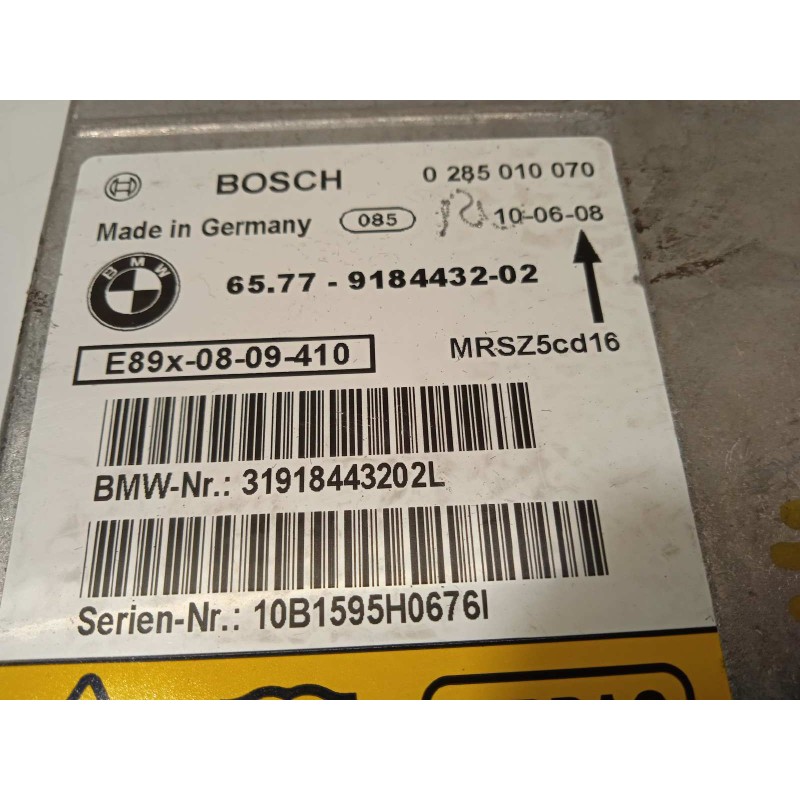 BOSCH 0 285 010 070
Made in Germany 085 10-06-08
BMW
65.77 - 9184432-02
E89x-08-09-410 MRSZ5cd16
BMW-Nr.: 31918443202L
Serien-Nr.: 10B1595H0676I